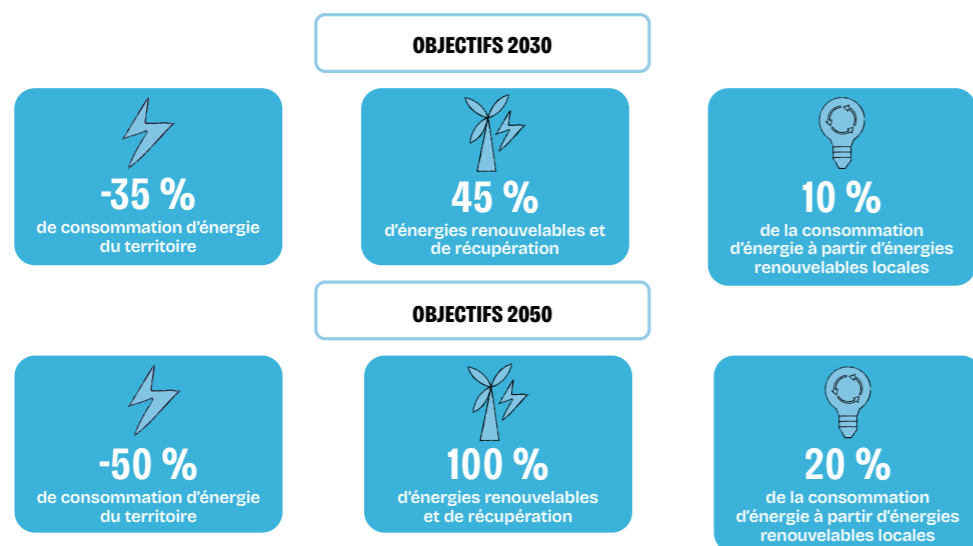 OBJECTIFS 2030
-35 %
de consommation d'énergie
du territoire
45 %
d'énergies renouvelables et
de récupération
10 %
de la consommation
d'énergie à partir d'énergies
renouvelables locales
OBJECTIFS 2050
-50 %
de consommation d'énergie
du territoire
100 %
d'énergies renouvelables
et de récupération
20 %
de la consommation
d'énergie à partir d'énergies
renouvelables locales